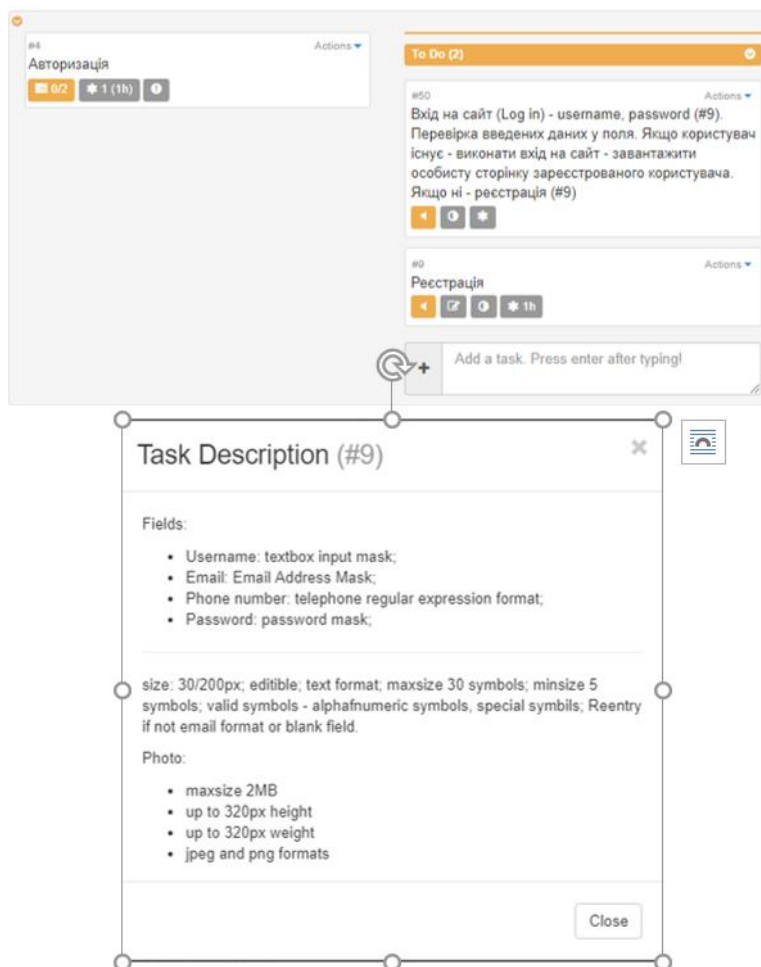 #4
Actions
Авторизація
0/2
1 (1h)
To Do (2)
#50
Actions
Вхід на сайт (Log in) - username, password (#9).
Перевірка введених даних у поля. Якщо користувач
існує - виконати вхід на сайт - завантажити
особисту сторінку зареєстрованого користувача.
Якщо ні - реєстрація (#9)
#9
Actions
Реєстрація
1h
+
Add a task. Press enter after typing!
Task Description (#9)
×
Fields:
• Username: textbox input mask;
• Email: Email Address Mask;
• Phone number: telephone regular expression format;
• Password: password mask;
size: 30/200px; editible; text format; maxsize 30 symbols; minsize 5
symbols; valid symbols - alphafnumeric symbols, special symbils; Reentry
if not email format or blank field.
Photo:
• maxsize 2MB
• up to 320px height
• up to 320px weight
• jpeg and png formats
Close